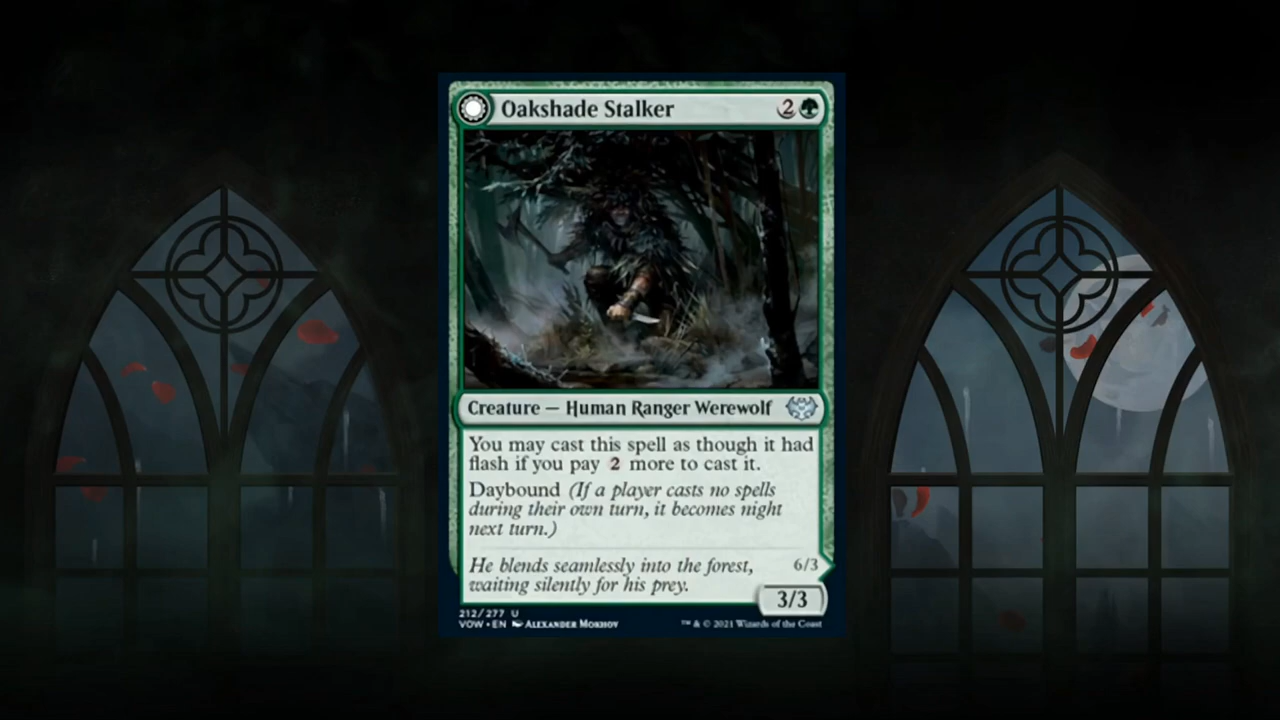 Oakshade Stalker 2
Creature — Human Ranger Werewolf
You may cast this spell as though it had
flash if you pay 2 more to cast it.
Daybound (If a player casts no spells
during their own turn, it becomes night
next turn.)
He blends seamlessly into the forest,
waiting silently for his prey.
6/3
3/3
212/277 U
VOW • EN Alexander Mokhov
™ & © 2021 Wizards of the Coast